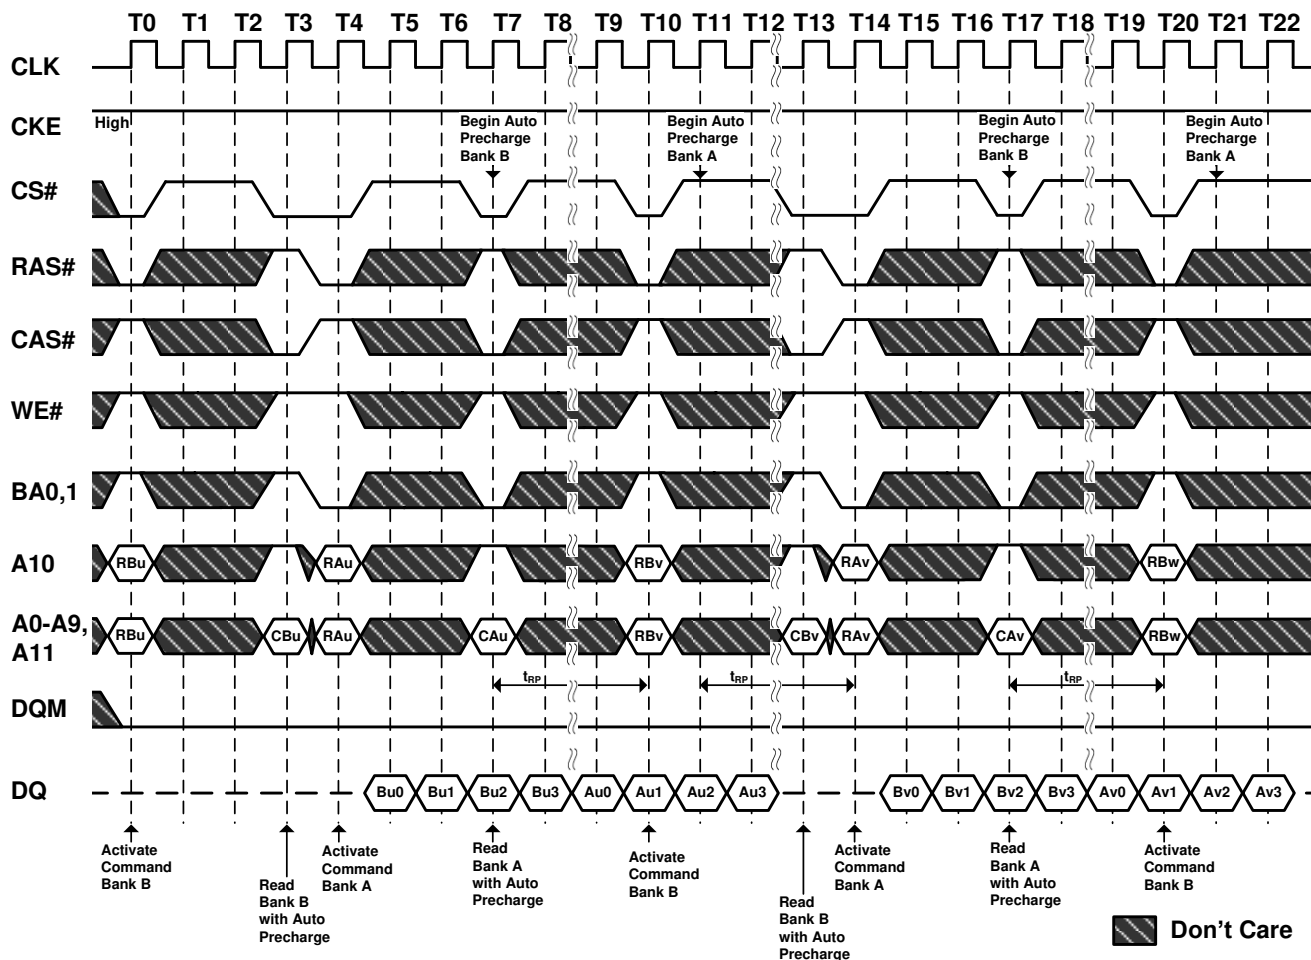 T0 T1 T2 T3 T4 T5 T6 T7 T8 T9 T10 T11 T12 T13 T14 T15 T16 T17 T18 T19 T20 T21 T22
CLK
CKE
High
Begin Auto
Precharge
Bank B
Begin Auto
Precharge
Bank A
Begin Auto
Precharge
Bank B
Begin Auto
Precharge
Bank A
CS#
RAS#
CAS#
WE#
BA0,1
A10
RBu RAu RBv RAv RBw
A0-A9,
A11
RBu CBu RAu CAu RBv CBv RAv CAv RBw
tRP tRP tRP
DQM
DQ
Bu0 Bu1 Bu2 Bu3 Au0 Au1 Au2 Au3 Bv0 Bv1 Bv2 Bv3 Av0 Av1 Av2 Av3
Activate
Command
Bank B
Read
Bank B
with Auto
Precharge
Activate
Command
Bank A
Read
Bank A
with Auto
Precharge
Activate
Command
Bank B
Read
Bank B
with Auto
Precharge
Activate
Command
Bank A
Read
Bank A
with Auto
Precharge
Activate
Command
Bank B
Don't Care